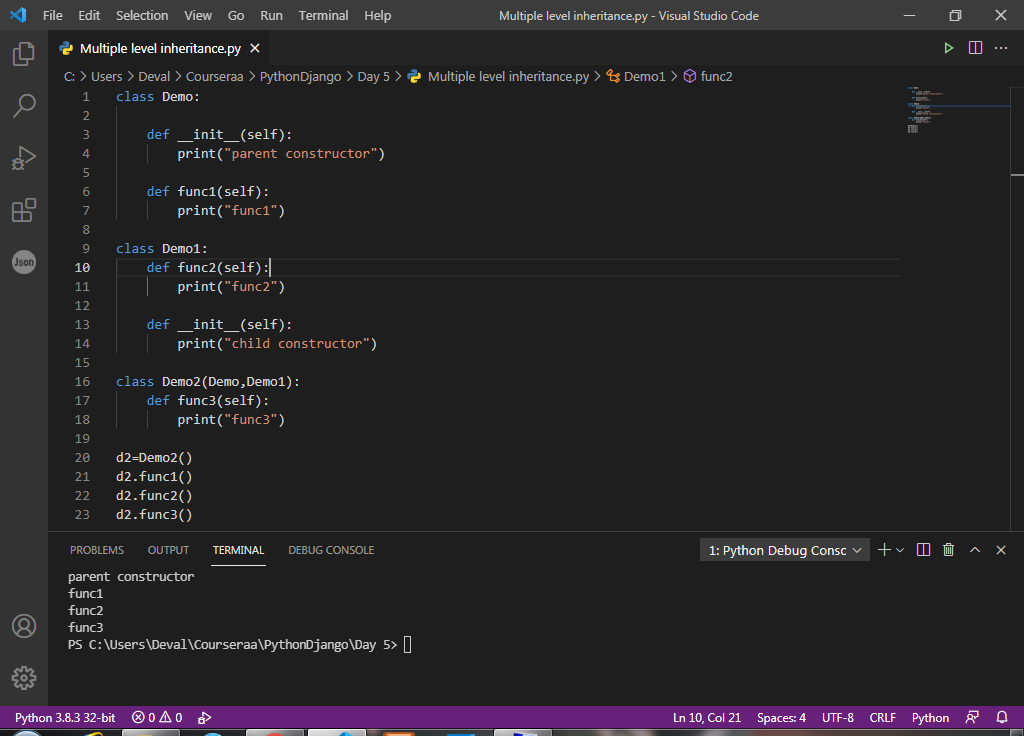 File Edit Selection View Go Run Terminal Help Multiple level inheritance.py - Visual Studio Code
Multiple level inheritance.py
C: > Users > Deval > Courseraa > PythonDjango > Day 5 > Multiple level inheritance.py > Demo1 > func2
1 class Demo:
2
3 def __init__(self):
4 print("parent constructor")
5
6 def func1(self):
7 print("func1")
8
9 class Demo1:
10 def func2(self):
11 print("func2")
12
13 def __init__(self):
14 print("child constructor")
15
16 class Demo2(Demo,Demo1):
17 def func3(self):
18 print("func3")
19
20 d2=Demo2()
21 d2.func1()
22 d2.func2()
23 d2.func3()
Json
PROBLEMS OUTPUT TERMINAL DEBUG CONSOLE 1: Python Debug Consc
parent constructor
func1
func2
func3
PS C:\Users\Deval\Courseraa\PythonDjango\Day 5>
Python 3.8.3 32-bit 0 0 Ln 10, Col 21 Spaces: 4 UTF-8 CRLF Python